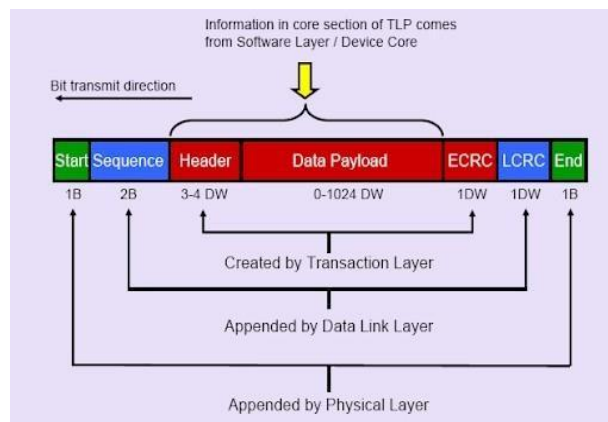 Information in core section of TLP comes
from Software Layer / Device Core
Bit transmit direction
Start Sequence Header Data Payload ECRC LCRC End
1B 2B 3-4 DW 0-1024 DW 1DW 1DW 1B
Created by Transaction Layer
Appended by Data Link Layer
Appended by Physical Layer